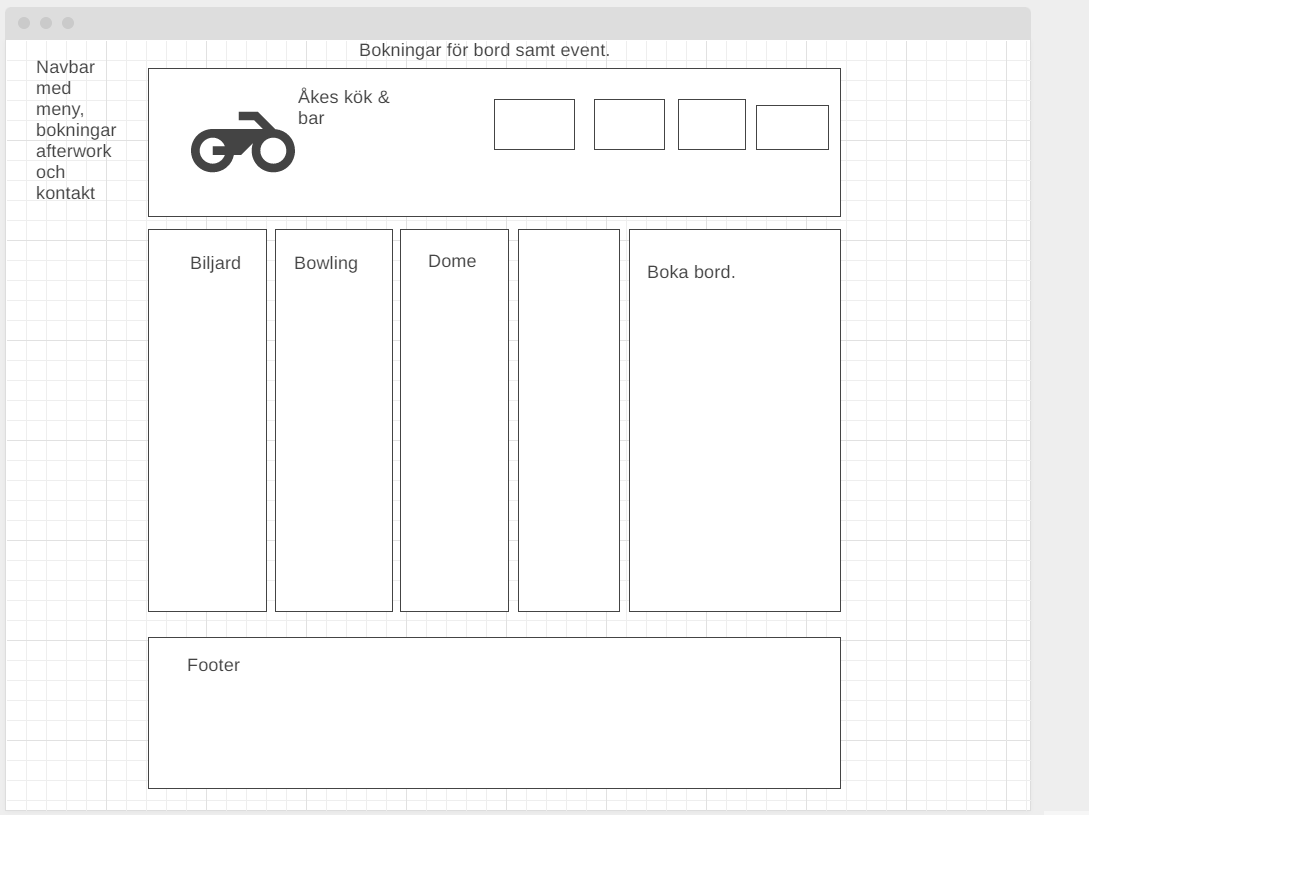 Bokningar för bord samt event.
Navbar
med
meny,
bokningar
afterwork
och
kontakt
Åkes kök &
bar
Biljard
Bowling
Dome
Boka bord.
Footer